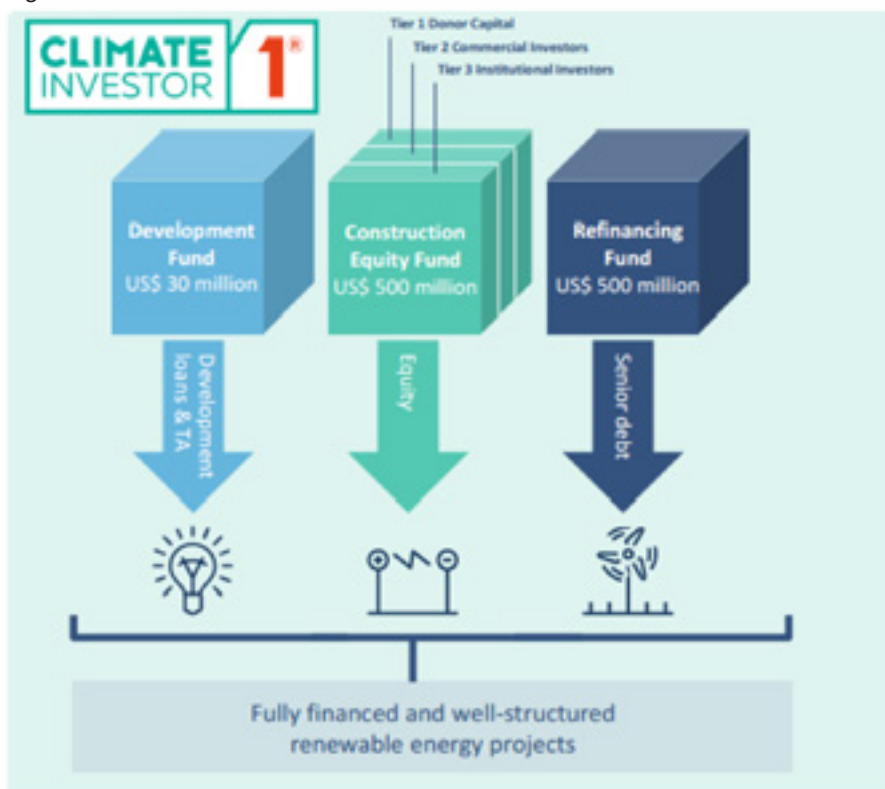 CLIMATE
INVESTOR
1®
Tier 1 Donor Capital
Tier 2 Commercial Investors
Tier 3 Institutional Investors
Development
Fund
US$ 30 million
Construction
Equity Fund
US$ 500 million
Refinancing
Fund
US$ 500 million
Development
loans & TA
Equity
Senior debt
Fully financed and well-structured
renewable energy projects